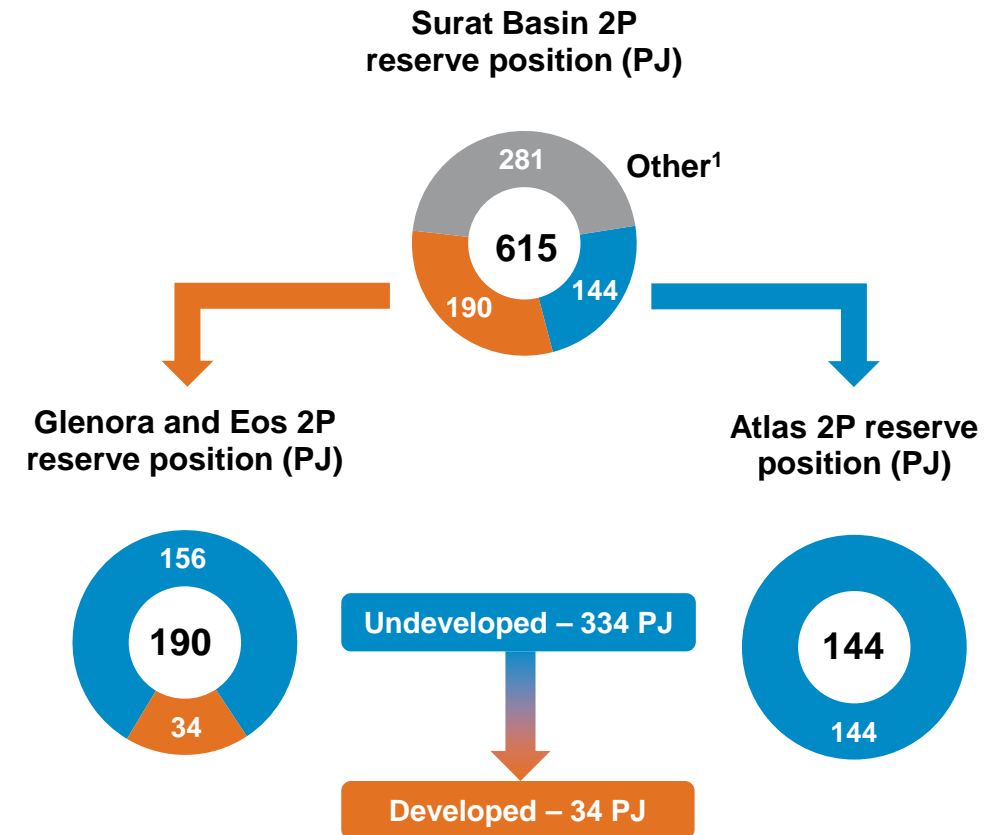 Surat Basin 2P
reserve position (PJ)
281
Other¹
615
190
144
Glenora and Eos 2P
reserve position (PJ)
Atlas 2P reserve
position (PJ)
156
190
34
Undeveloped – 334 PJ
Developed – 34 PJ
144
144